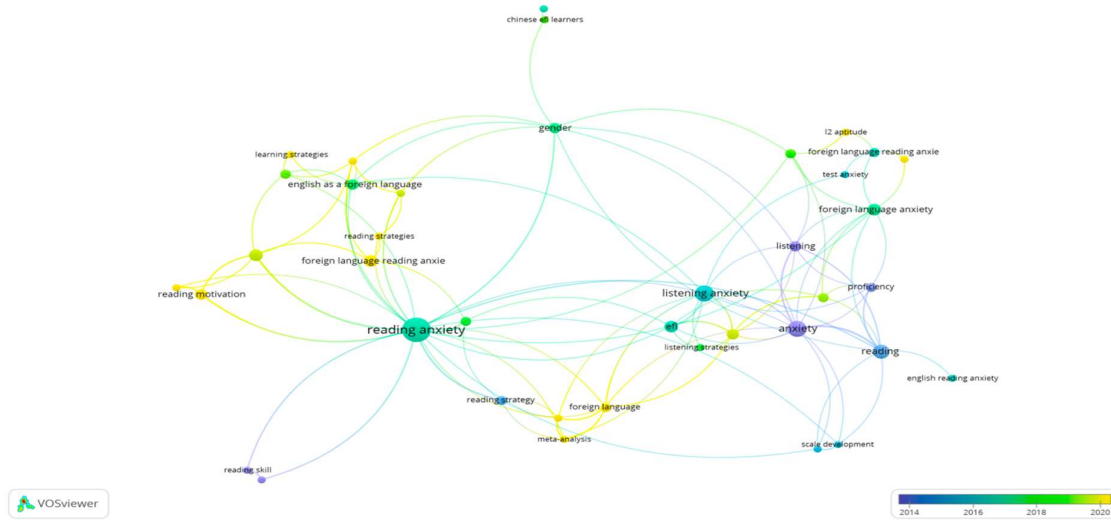 chinese efl learners
gender
l2 aptitude
learning strategies
foreign language reading anxie
test anxiety
english as a foreign language
foreign language anxiety
reading strategies
listening
foreign language reading anxie
proficiency
reading motivation
listening anxiety
reading anxiety
efl
anxiety
listening strategies
reading
english reading anxiety
reading strategy
foreign language
meta-analysis
scale development
reading skill
VOSviewer
2014 2016 2018 2020